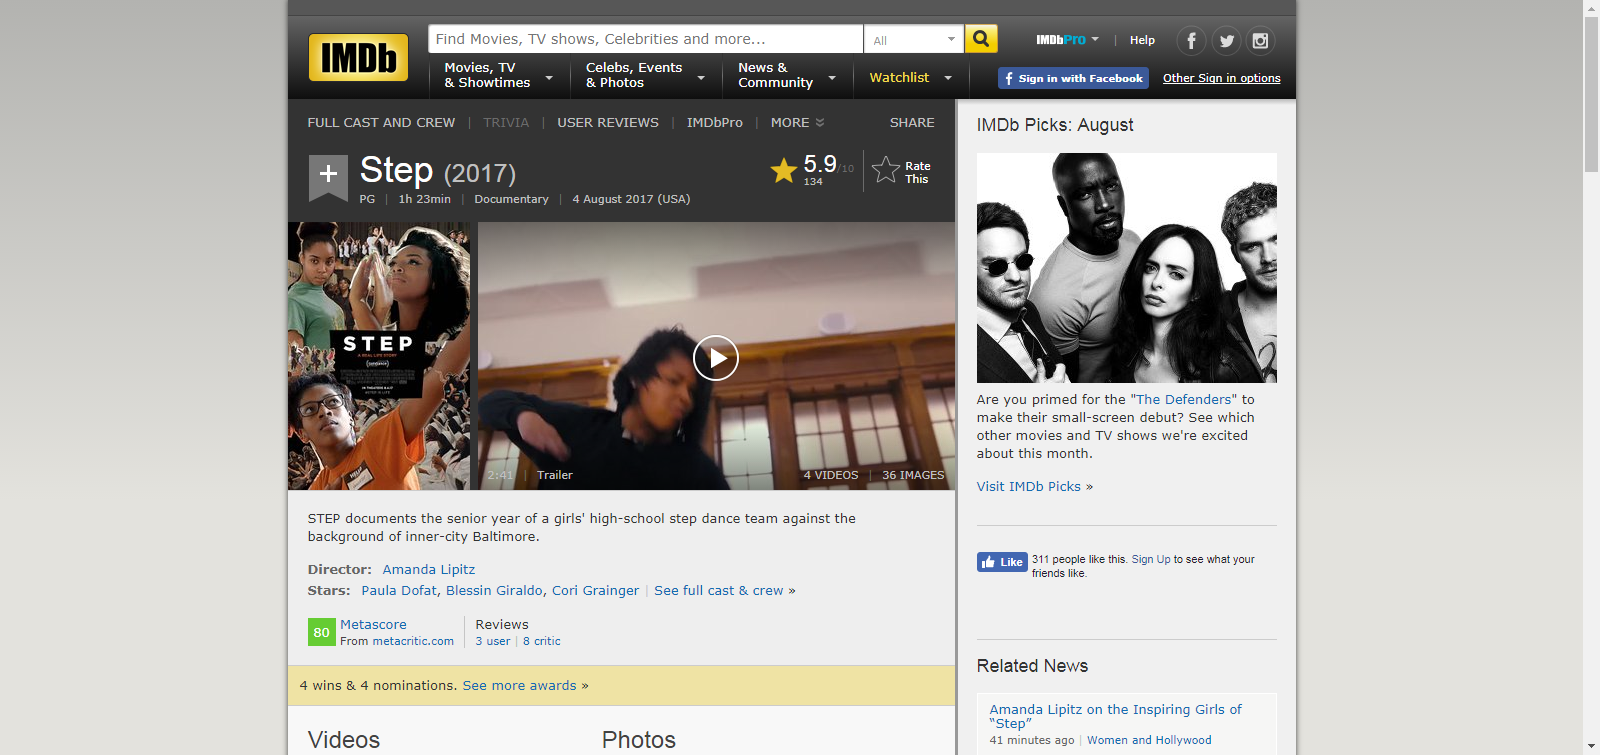 IMDb
Find Movies, TV shows, Celebrities and more...
All
IMDbPro
Help
Movies, TV
& Showtimes
Celebs, Events
& Photos
News &
Community
Watchlist
Sign in with Facebook
Other Sign in options
FULL CAST AND CREW | TRIVIA | USER REVIEWS | IMDbPro | MORE
SHARE
Step (2017)
5.9/10
134
Rate
This
PG | 1h 23min | Documentary | 4 August 2017 (USA)
STEP
A REAL LIFE STORY
2:41 | Trailer
4 VIDEOS | 36 IMAGES
STEP documents the senior year of a girls' high-school step dance team against the
background of inner-city Baltimore.
Director: Amanda Lipitz
Stars: Paula Dofat, Blessin Giraldo, Cori Grainger | See full cast & crew »
80
Metascore
From metacritic.com
Reviews
3 user | 8 critic
4 wins & 4 nominations. See more awards »
Videos
Photos
IMDb Picks: August
Are you primed for the "The Defenders" to
make their small-screen debut? See which
other movies and TV shows we're excited
about this month.
Visit IMDb Picks »
Like
311 people like this. Sign Up to see what your
friends like.
Related News
Amanda Lipitz on the Inspiring Girls of
“Step”
41 minutes ago | Women and Hollywood